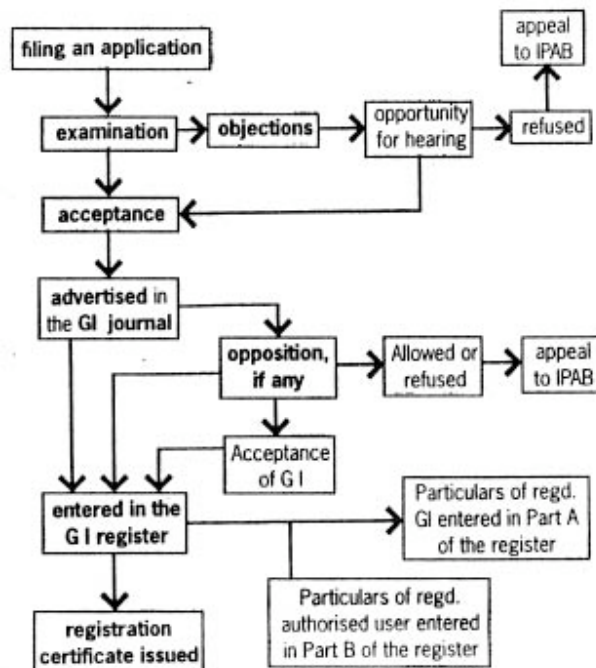 filing an application
appeal
to IPAB
examination
objections
opportunity
for hearing
refused
acceptance
advertised in
the GI journal
opposition,
if any
Allowed or
refused
appeal
to IPAB
Acceptance
of G I
entered in the
G I register
Particulars of regd.
GI entered in Part A
of the register
Particulars of regd.
authorised user entered
in Part B of the register
registration
certificate issued